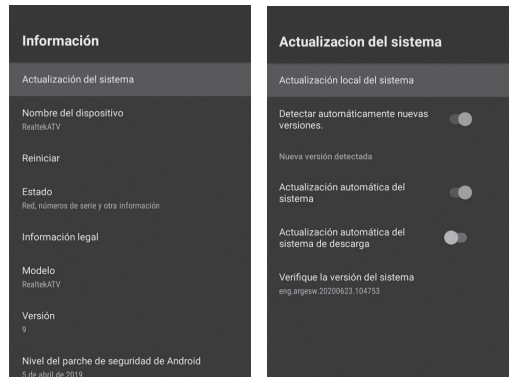 Información
Actualización del sistema
Nombre del dispositivo
RealtekATV
Reiniciar
Estado
Red, números de serie y otra información
Información legal
Modelo
RealtekATV
Versión
9
Nivel del parche de seguridad de Android
5 de abril de 2019
Actualizacion del sistema
Actualización local del sistema
Detectar automáticamente nuevas
versiones.
Nueva versión detectada
Actualización automática del
sistema
Actualización automática del
sistema de descarga
Verifique la versión del sistema
eng.argesw.20200623.104753